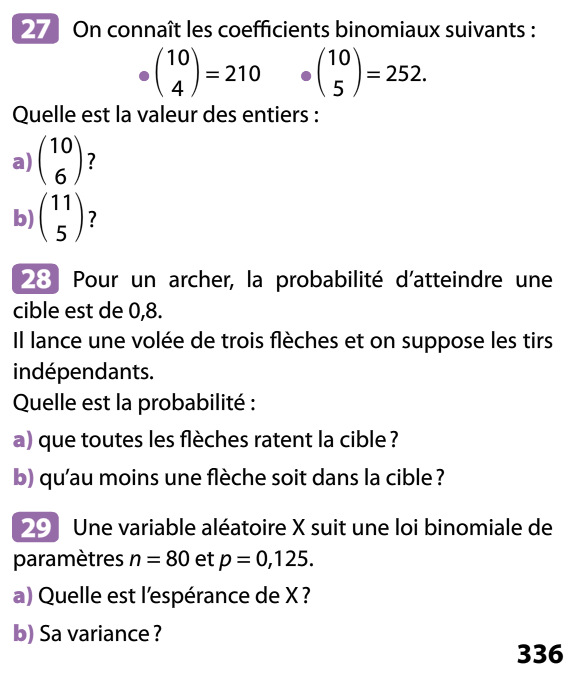 27 On connaît les coefficients binomiaux suivants :
• (10 4) = 210 • (10 5) = 252.
Quelle est la valeur des entiers :
a) (10 6) ?
b) (11 5) ?
28 Pour un archer, la probabilité d’atteindre une
cible est de 0,8.
Il lance une volée de trois flèches et on suppose les tirs
indépendants.
Quelle est la probabilité :
a) que toutes les flèches ratent la cible ?
b) qu’au moins une flèche soit dans la cible ?
29 Une variable aléatoire X suit une loi binomiale de
paramètres n = 80 et p = 0,125.
a) Quelle est l’espérance de X ?
b) Sa variance ?
336